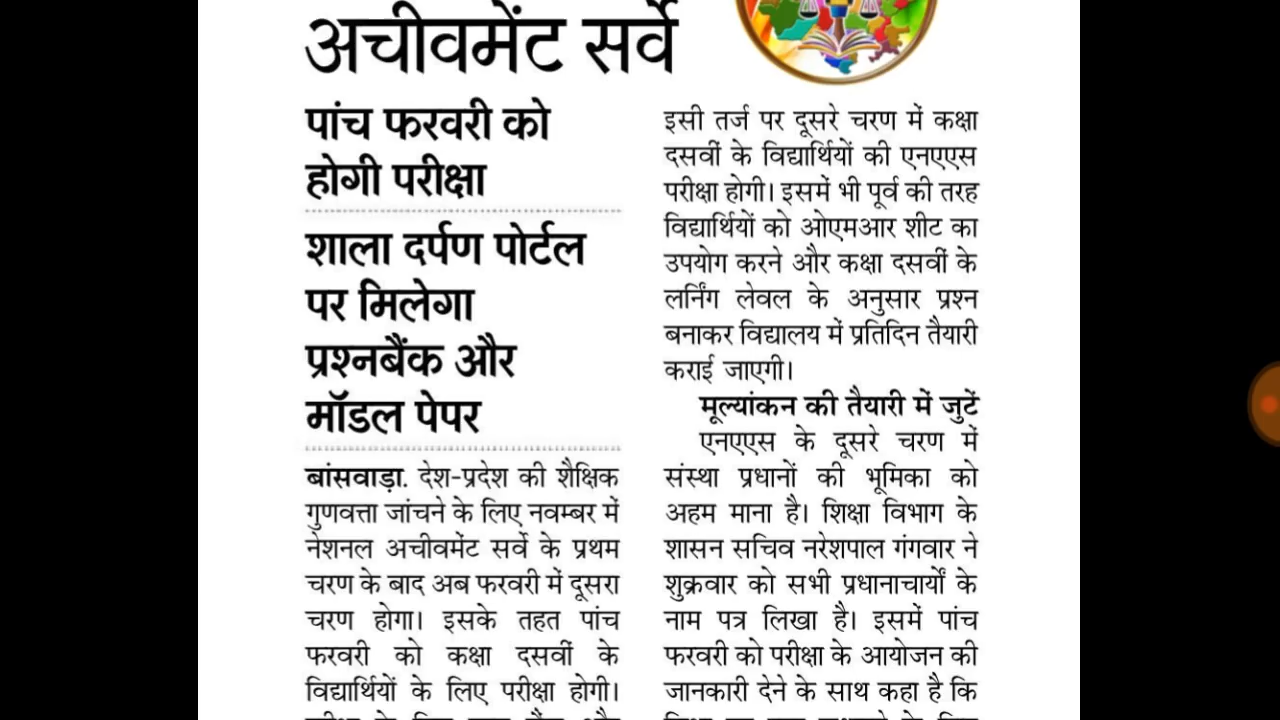 अचीवमेंट सर्वे
पांच फरवरी को
होगी परीक्षा
शाला दर्पण पोर्टल
पर मिलेगा
प्रश्नबैंक और
मॉडल पेपर
बांसवाड़ा. देश-प्रदेश की शैक्षिक
गुणवत्ता जांचने के लिए नवम्बर में
नेशनल अचीवमेंट सर्वे के प्रथम
चरण के बाद अब फरवरी में दूसरा
चरण होगा। इसके तहत पांच
फरवरी को कक्षा दसवीं के
विद्यार्थियों के लिए परीक्षा होगी।
इसी तर्ज पर दूसरे चरण में कक्षा
दसवीं के विद्यार्थियों की एनएएस
परीक्षा होगी। इसमें भी पूर्व की तरह
विद्यार्थियों को ओएमआर शीट का
उपयोग करने और कक्षा दसवीं के
लर्निंग लेवल के अनुसार प्रश्न
बनाकर विद्यालय में प्रतिदिन तैयारी
कराई जाएगी।
मूल्यांकन की तैयारी में जुटें
एनएएस के दूसरे चरण में
संस्था प्रधानों की भूमिका को
अहम माना है। शिक्षा विभाग के
शासन सचिव नरेशपाल गंगवार ने
शुक्रवार को सभी प्रधानाचार्यों के
नाम पत्र लिखा है। इसमें पांच
फरवरी को परीक्षा के आयोजन की
जानकारी देने के साथ कहा है कि